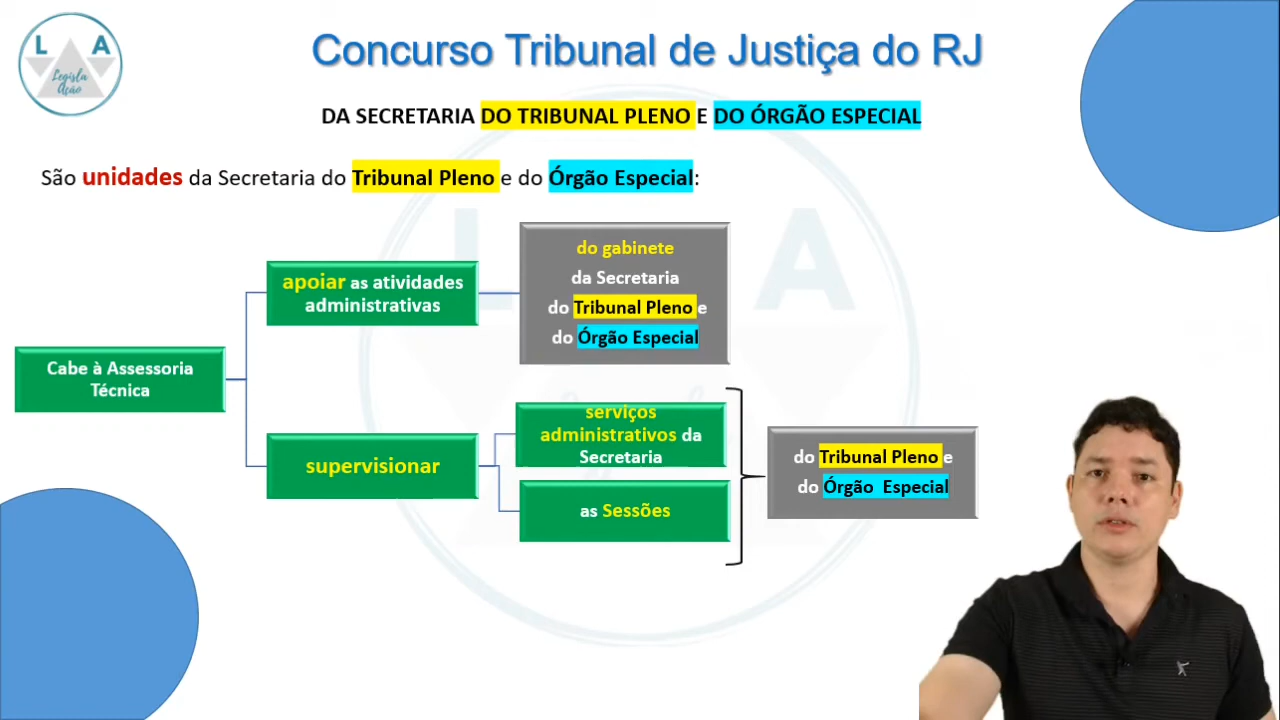 L A
Legisla
Ação
Concurso Tribunal de Justiça do RJ
DA SECRETARIA DO TRIBUNAL PLENO E DO ÓRGÃO ESPECIAL
São unidades da Secretaria do Tribunal Pleno e do Órgão Especial:
Cabe à Assessoria
Técnica
apoiar as atividades
administrativas
do gabinete
da Secretaria
do Tribunal Pleno e
do Órgão Especial
supervisionar
serviços
administrativos da
Secretaria
as Sessões
do Tribunal Pleno e
do Órgão Especial
L A